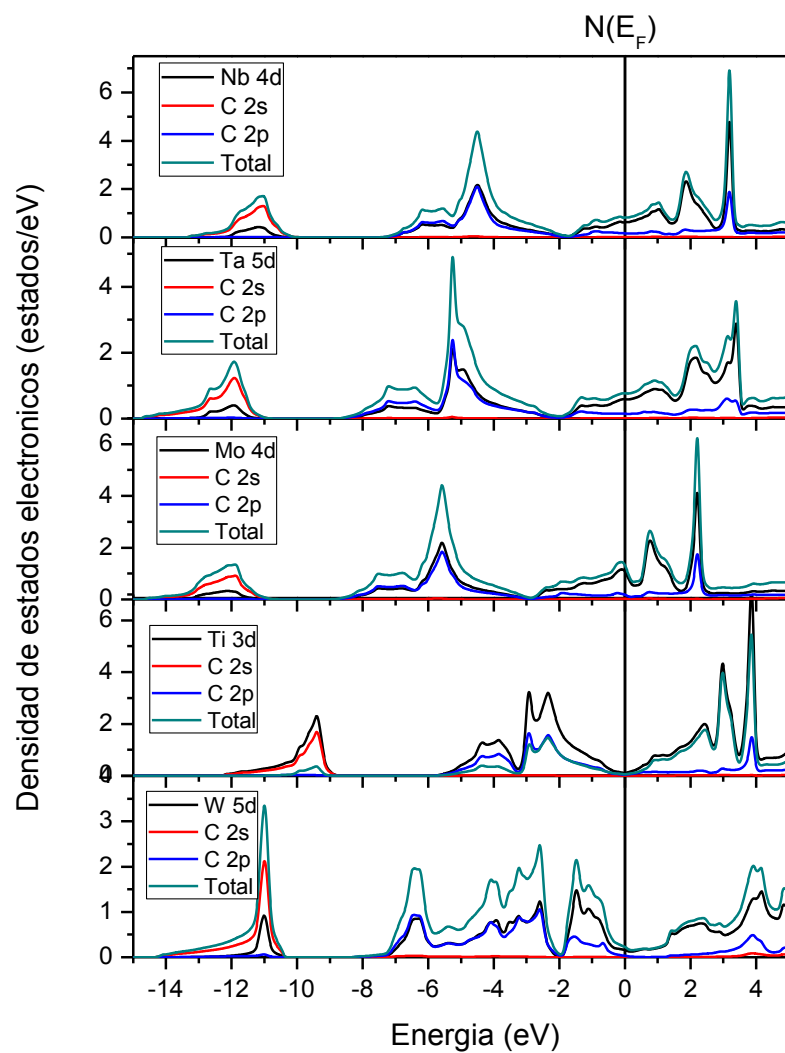 N(E_F)
Densidad de estados electronicos (estados/eV)
6
4
2
0
Nb 4d
C 2s
C 2p
Total
4
2
0
Ta 5d
C 2s
C 2p
Total
6
4
2
0
Mo 4d
C 2s
C 2p
Total
6
4
2
0
Ti 3d
C 2s
C 2p
Total
4
3
2
1
0
W 5d
C 2s
C 2p
Total
-14 -12 -10 -8 -6 -4 -2 0 2 4
Energia (eV)